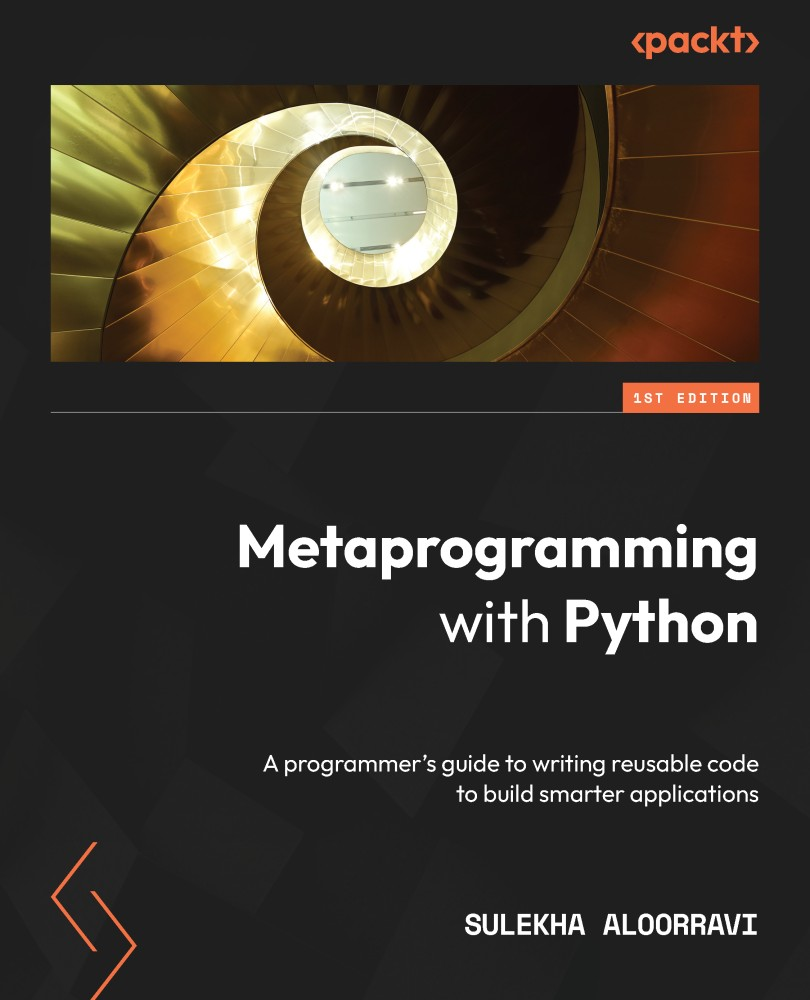 <packt>
1ST EDITION
Metaprogramming
with Python
A programmer's guide to writing reusable code
to build smarter applications
SULEKHA ALOORRAVI